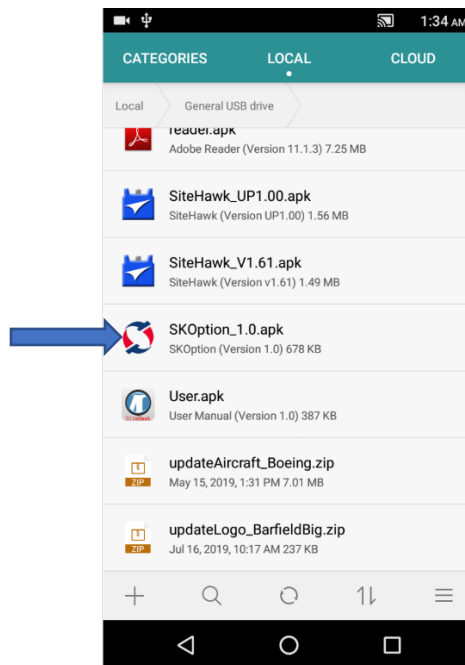 1:34 AM
CATEGORIES LOCAL CLOUD
Local General USB drive
reader.apk
Adobe Reader (Version 11.1.3) 7.25 MB
SiteHawk_UP1.00.apk
SiteHawk (Version UP1.00) 1.56 MB
SiteHawk_V1.61.apk
SiteHawk (Version v1.61) 1.49 MB
SKOption_1.0.apk
SKOption (Version 1.0) 678 KB
User.apk
User Manual (Version 1.0) 387 KB
updateAircraft_Boeing.zip
ZIP
May 15, 2019, 1:31 PM 7.01 MB
updateLogo_BarfieldBig.zip
ZIP
Jul 16, 2019, 10:17 AM 237 KB